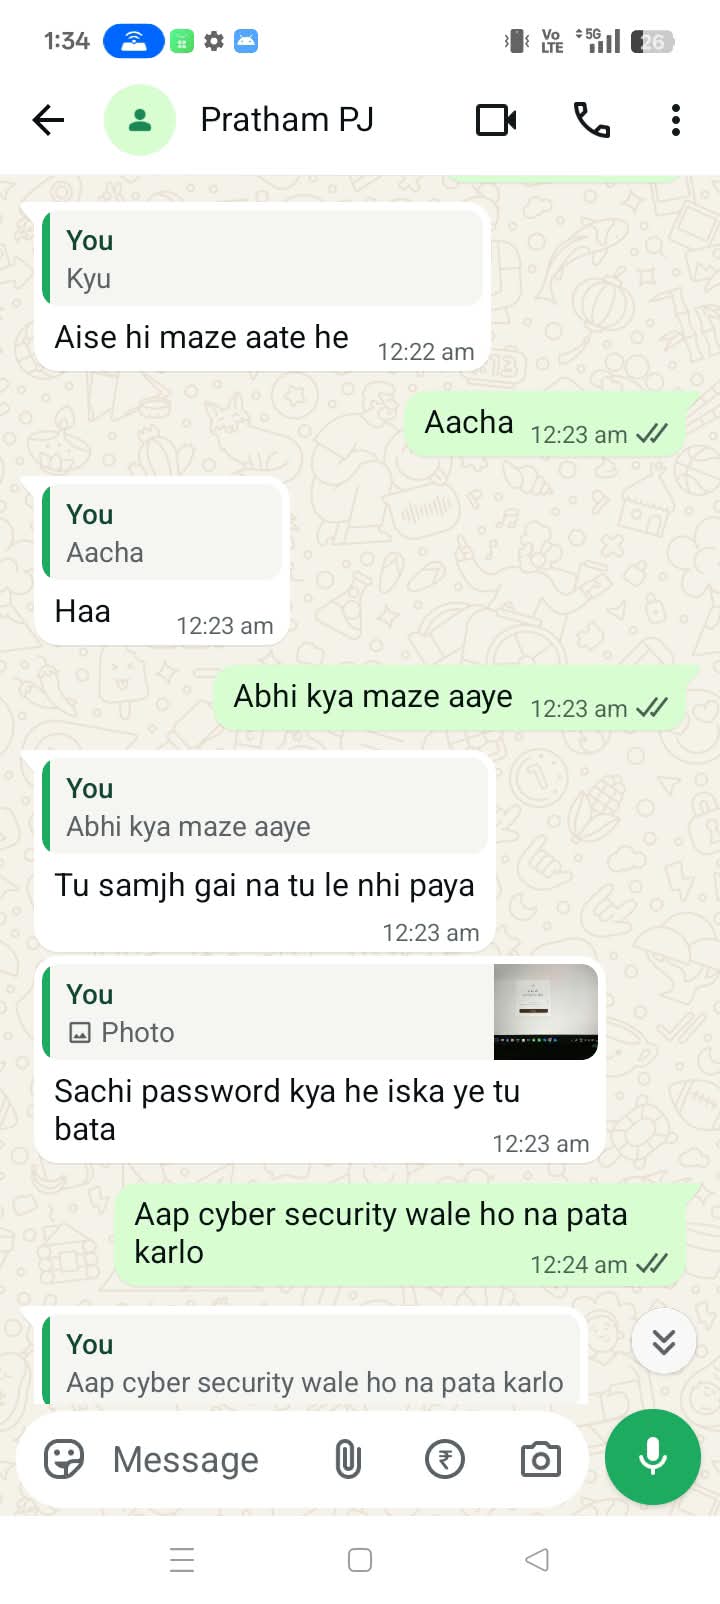 1:34 Vo LTE 5G 26
Pratham PJ
You
Kyu
Aise hi maze aate he 12:22 am
Aacha 12:23 am
You
Aacha
Haa 12:23 am
Abhi kya maze aaye 12:23 am
You
Abhi kya maze aaye
Tu samjh gai na tu le nhi paya
12:23 am
You
Photo
Sachi password kya he iska ye tu
bata 12:23 am
Aap cyber security wale ho na pata
karlo 12:24 am
You
Aap cyber security wale ho na pata karlo
Message